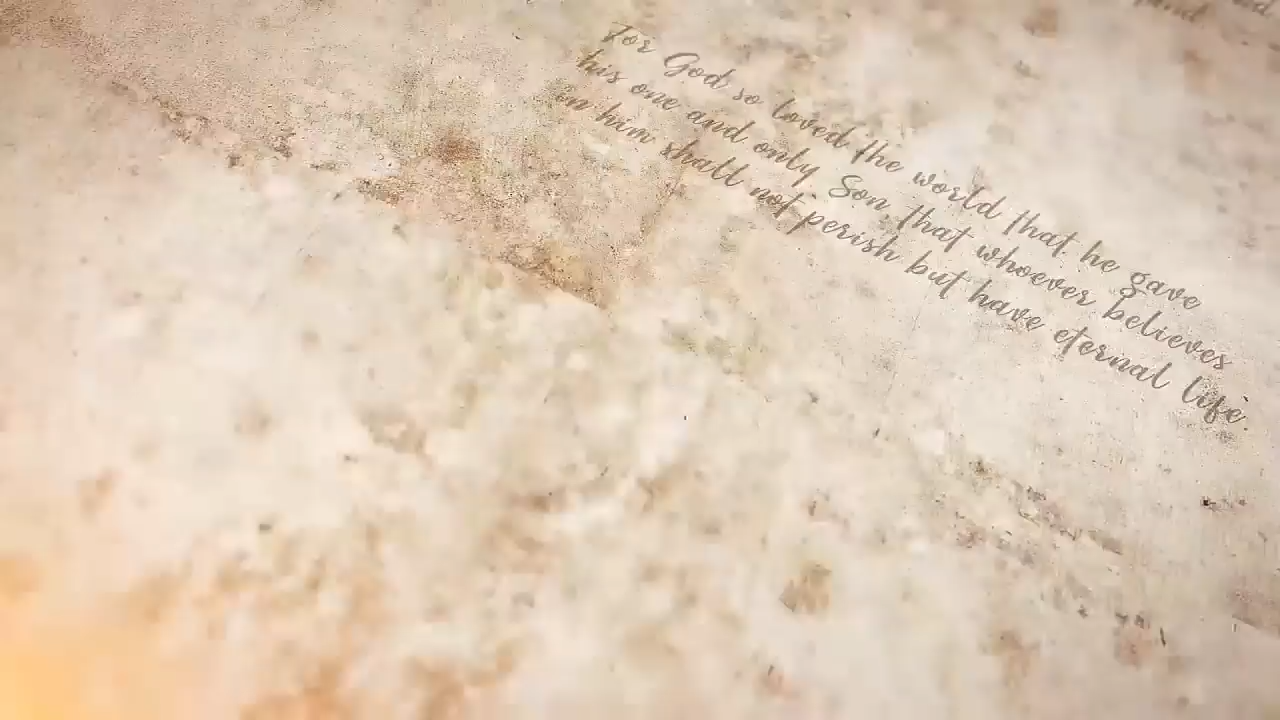 For God so loved the world that he gave
his one and only Son, that whoever believes
in him shall not perish but have eternal life.